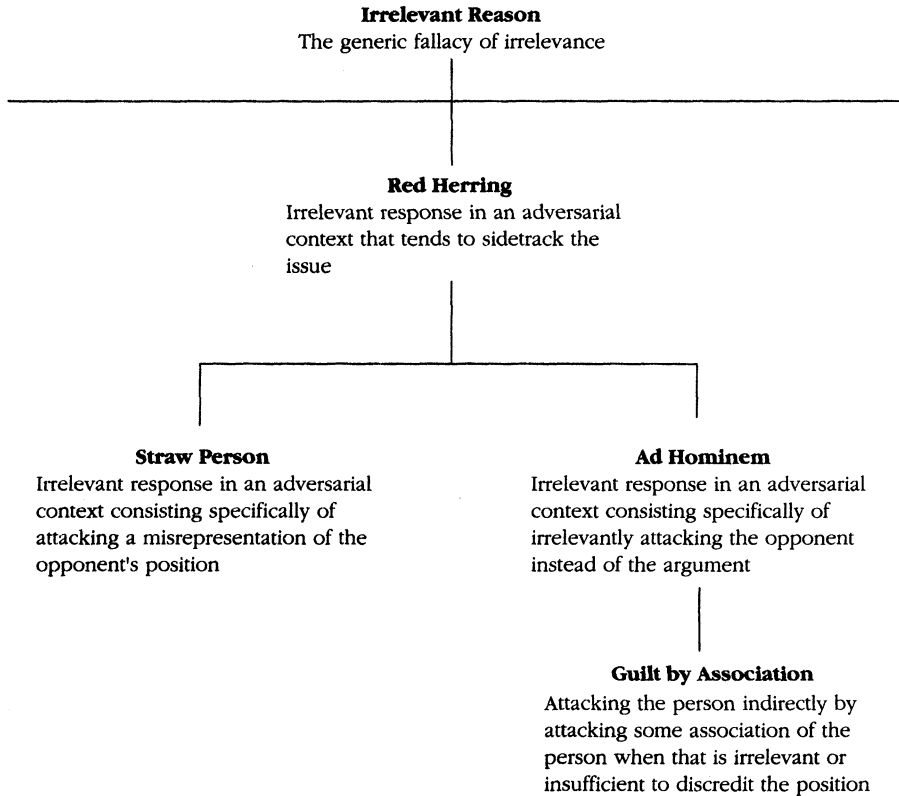 Irrelevant Reason
The generic fallacy of irrelevance
Red Herring
Irrelevant response in an adversarial
context that tends to sidetrack the
issue
Straw Person
Irrelevant response in an adversarial
context consisting specifically of
attacking a misrepresentation of the
opponent's position
Ad Hominem
Irrelevant response in an adversarial
context consisting specifically of
irrelevantly attacking the opponent
instead of the argument
Guilt by Association
Attacking the person indirectly by
attacking some association of the
person when that is irrelevant or
insufficient to discredit the position